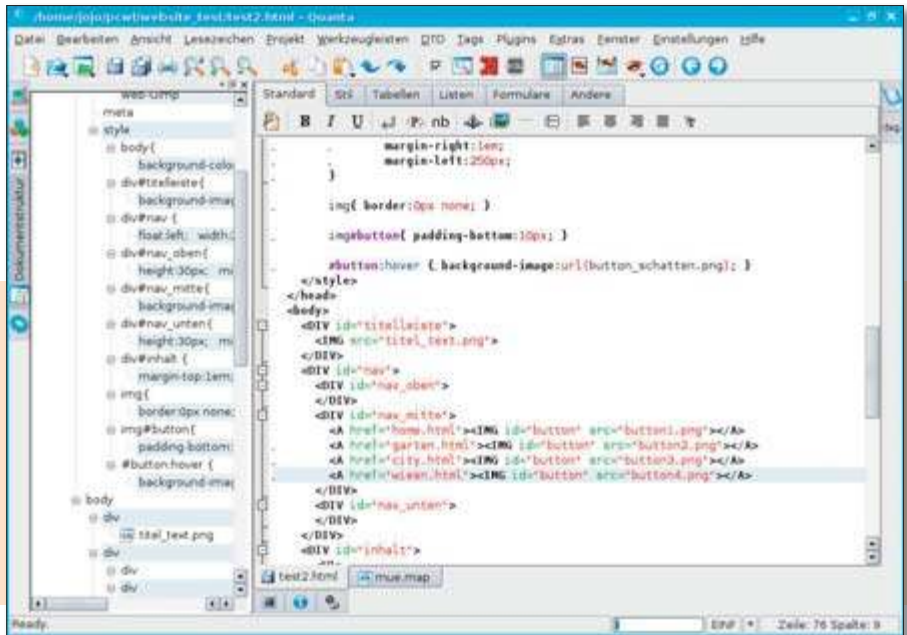 /home/jojo/pcwl/website_test/test2.html - Quanta
Datei Bearbeiten Ansicht Lesezeichen Projekt Werkzeugleisten DTD Tags Plugins Extras Fenster Einstellungen Hilfe
Dokumentstruktur
meta
style
body{
background-colo
div#titelleiste{
background-imag
div#nav {
float:left; width:
div#nav_oben{
height:30px;
div#nav_mitte{
background-imag
div#nav_unten{
height:30px;
div#inhalt {
margin-top:1em;
img{
border:0px none;
img#button{
padding-bottom:
#button:hover {
background-imag
body
div
titel_text.png
div
div
div
Standard Stil Tabellen Listen Formulare Andere
B I U nb
margin-right:1em;
margin-left:250px;
}
img{ border:0px none; }
img#button{ padding-bottom:10px; }
#button:hover { background-image:url(button_schatten.png); }
</style>
</head>
<body>
<DIV id="titelleiste">
<IMG src="titel_text.png">
</DIV>
<DIV id="nav">
<DIV id="nav_oben">
</DIV>
<DIV id="nav_mitte">
<A href="home.html"><IMG id="button" src="button1.png"></A>
<A href="garten.html"><IMG id="button" src="button2.png"></A>
<A href="city.html"><IMG id="button" src="button3.png"></A>
<A href="wiesn.html"><IMG id="button" src="button4.png"></A>
</DIV>
<DIV id="nav_unten">
</DIV>
</DIV>
<DIV id="inhalt">
test2.html mue.map
Ready. EINF Zeile: 76 Spalte: 9